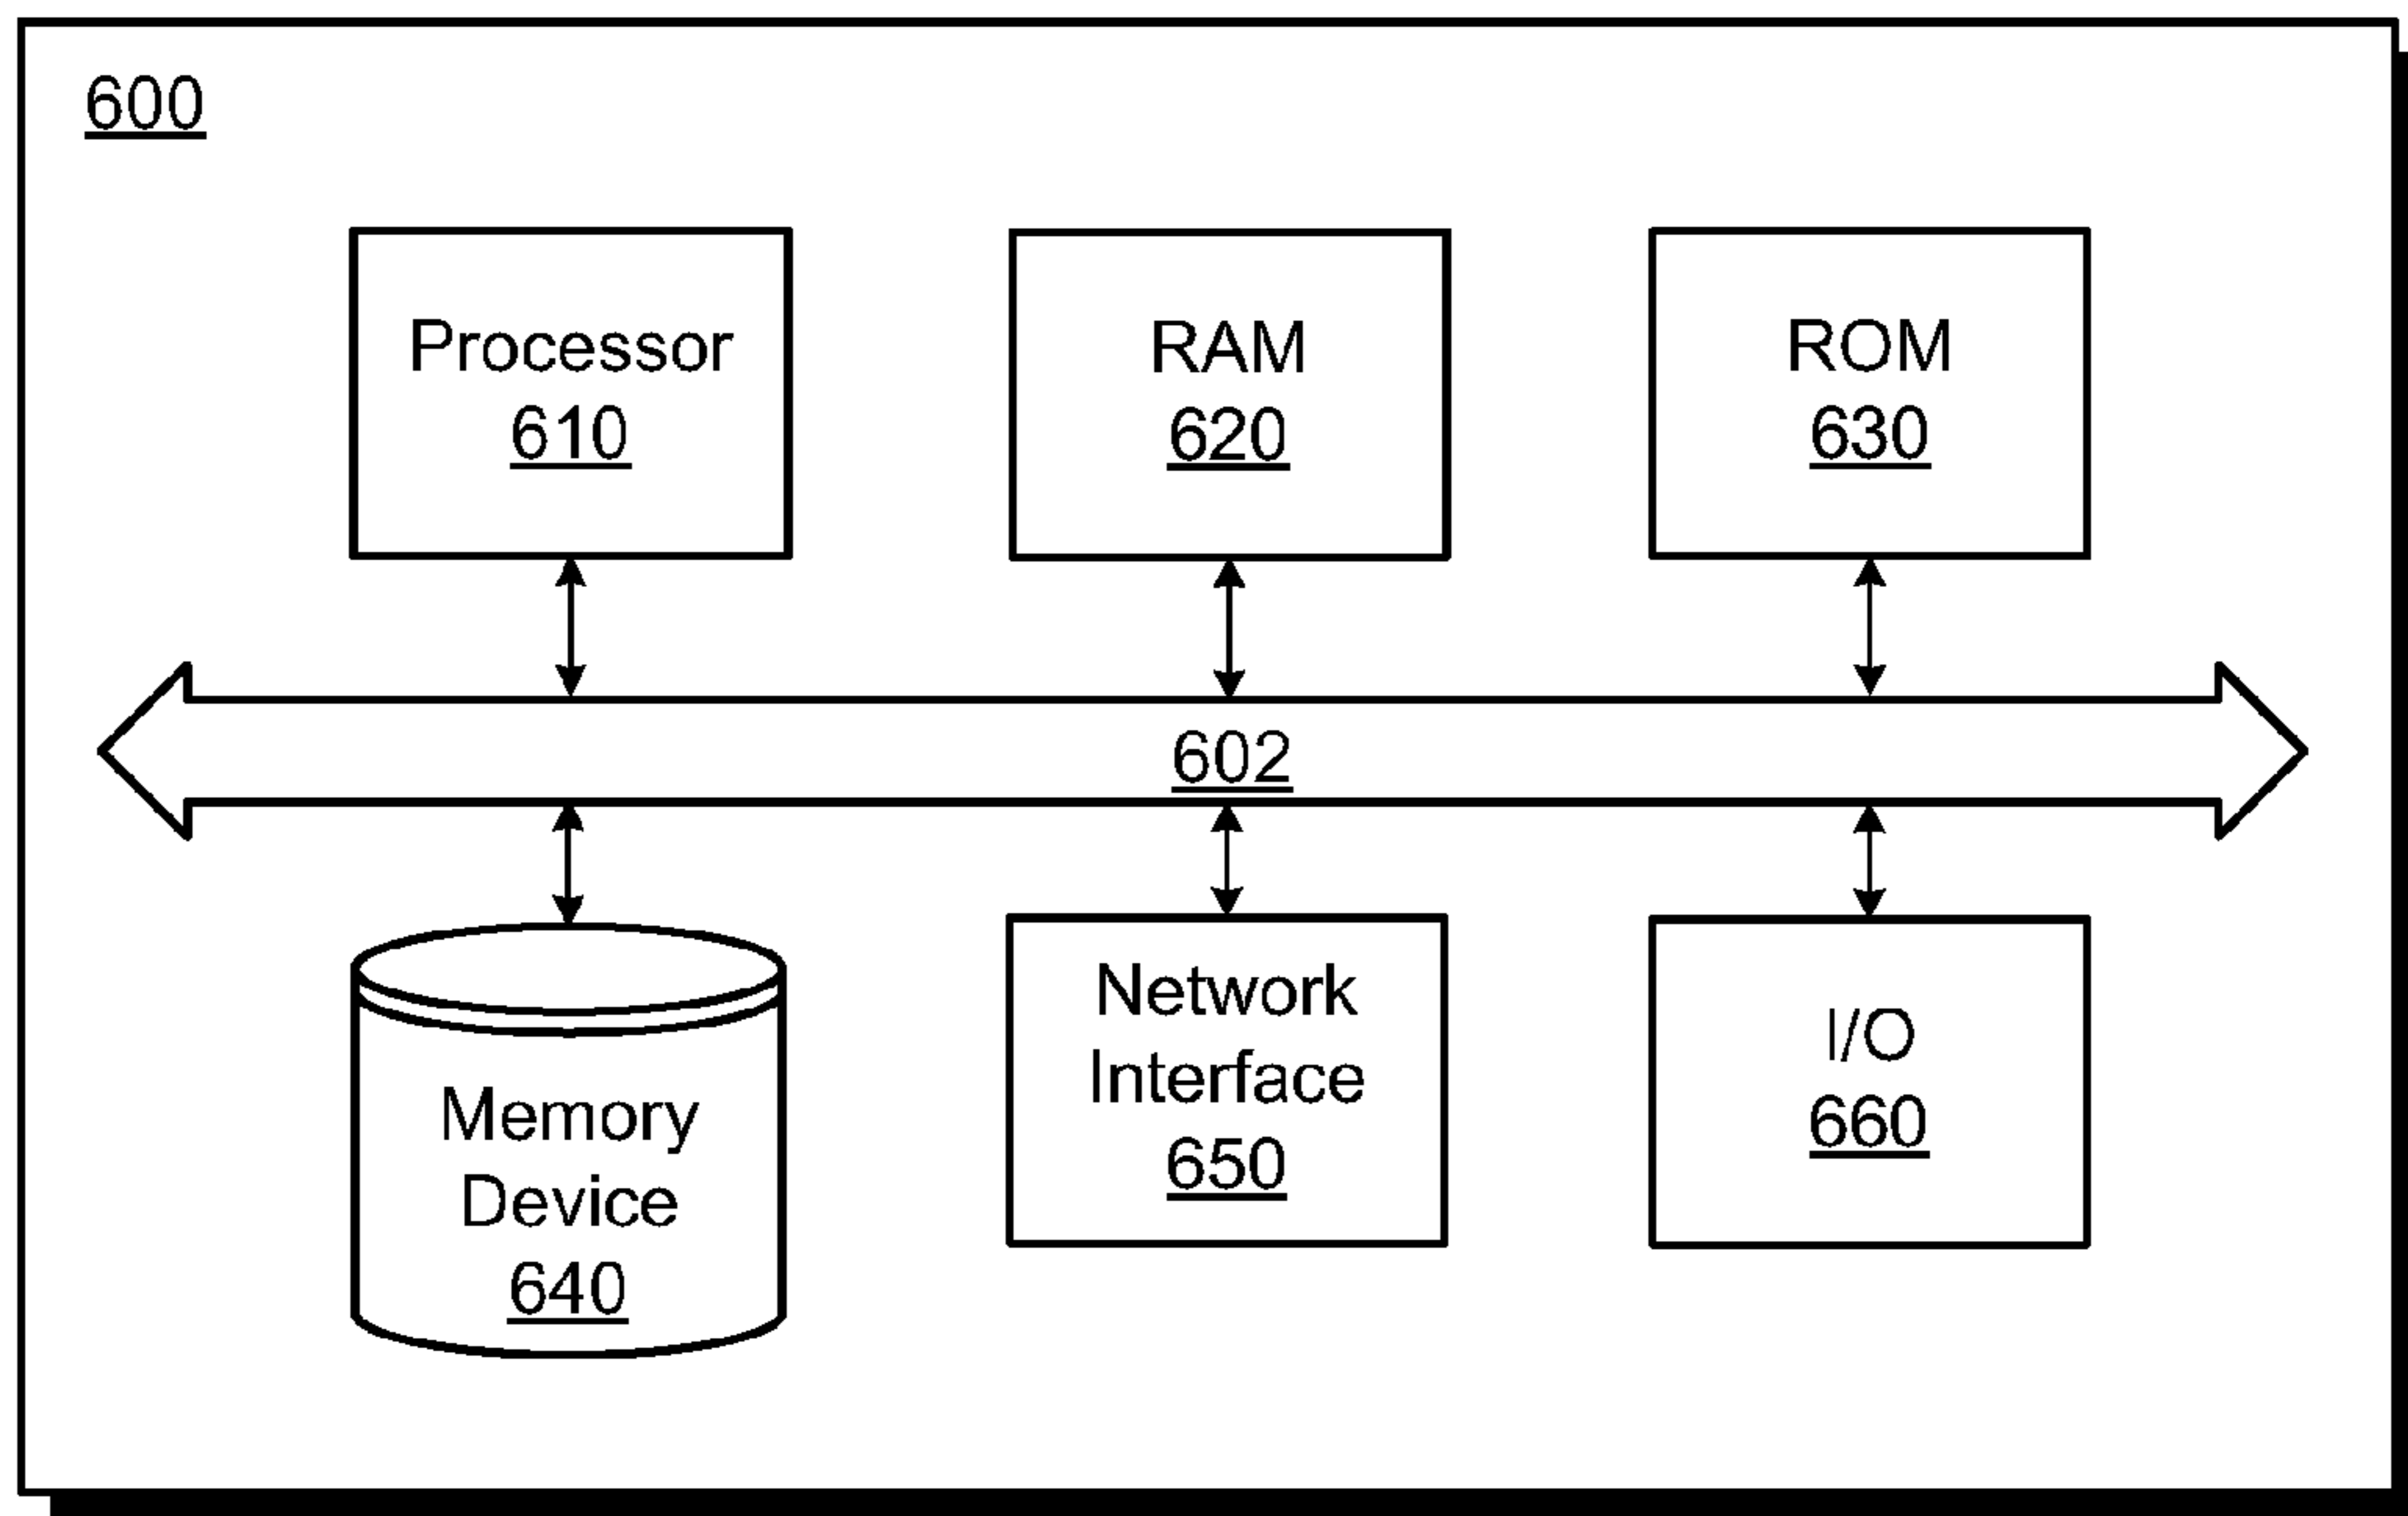 600
Processor
610
RAM
620
ROM
630
602
Memory
Device
640
Network
Interface
650
I/O
660